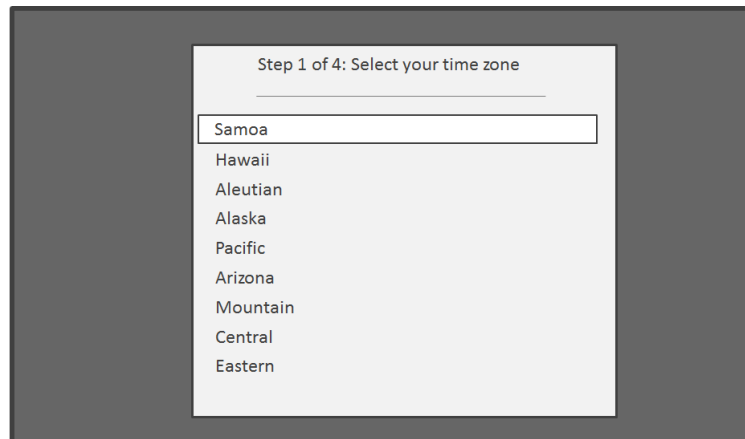 Step 1 of 4: Select your time zone
Samoa
Hawaii
Aleutian
Alaska
Pacific
Arizona
Mountain
Central
Eastern